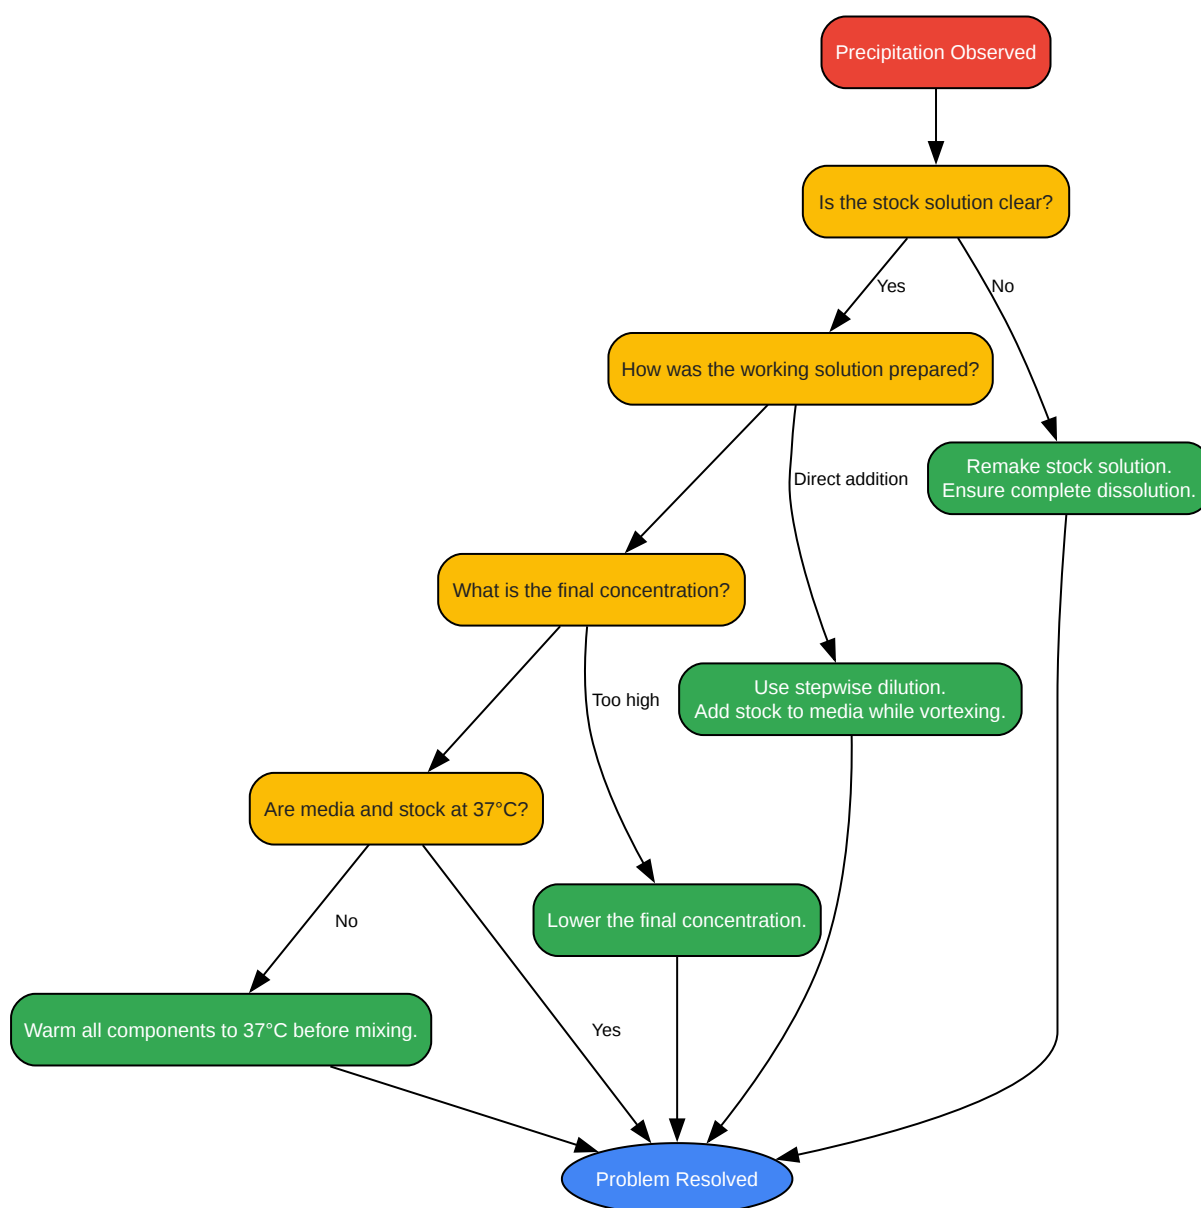 Precipitation Observed
Is the stock solution clear?
Yes
No
How was the working solution prepared?
Remake stock solution.
Ensure complete dissolution.
Direct addition
What is the final concentration?
Use stepwise dilution.
Add stock to media while vortexing.
Too high
Are media and stock at 37°C?
Lower the final concentration.
No
Warm all components to 37°C before mixing.
Yes
Problem Resolved